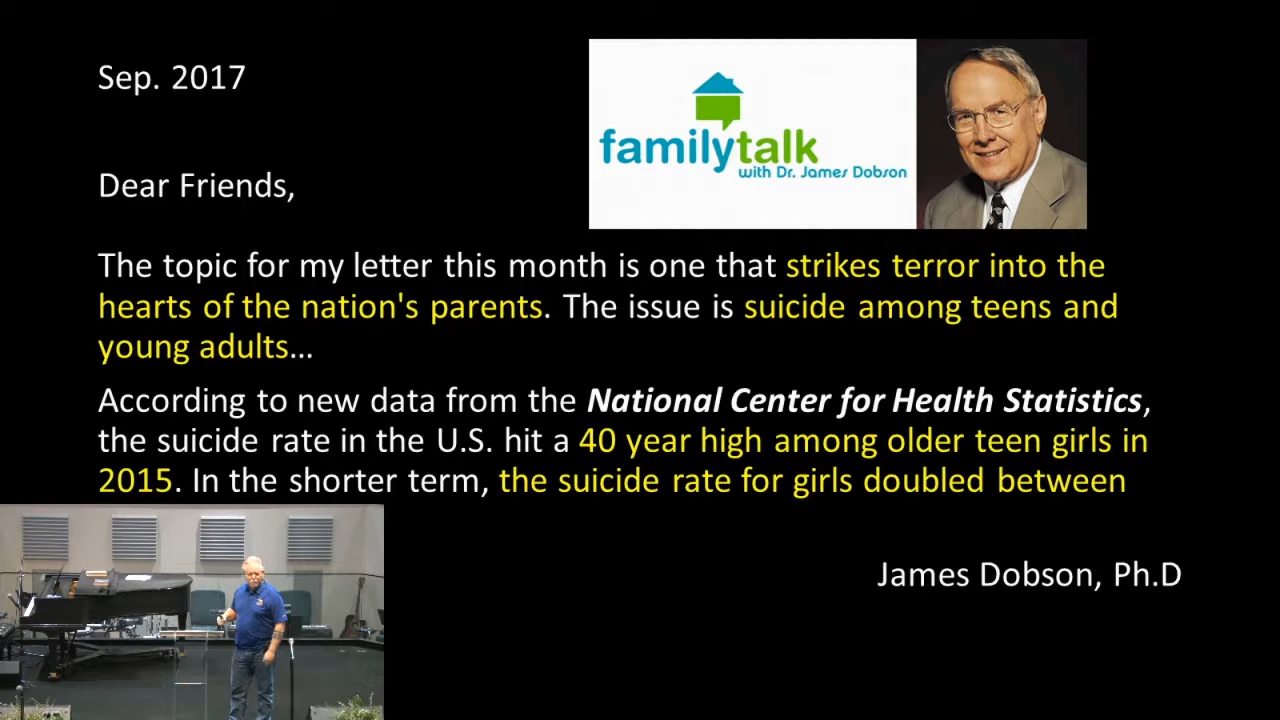 Sep. 2017
familytalk
with Dr. James Dobson
Dear Friends,
The topic for my letter this month is one that strikes terror into the
hearts of the nation's parents. The issue is suicide among teens and
young adults…
According to new data from the National Center for Health Statistics,
the suicide rate in the U.S. hit a 40 year high among older teen girls in
2015. In the shorter term, the suicide rate for girls doubled between
James Dobson, Ph.D